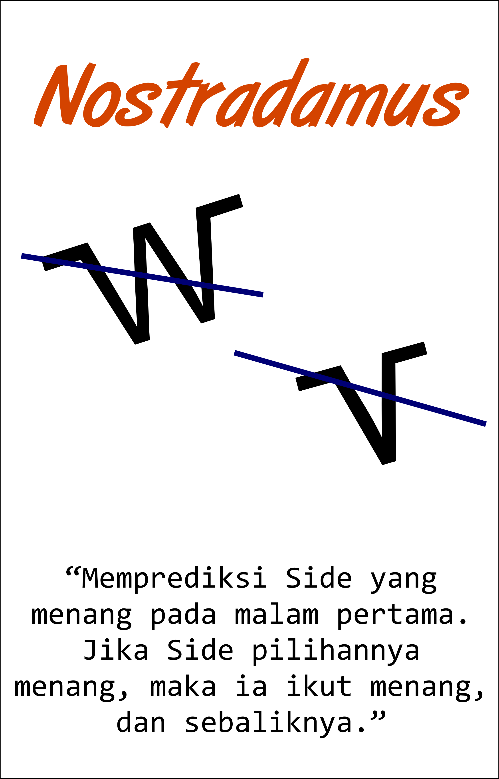 Nostradamus
W
V
“Memprediksi Side yang
menang pada malam pertama.
Jika Side pilihannya
menang, maka ia ikut menang,
dan sebaliknya.”